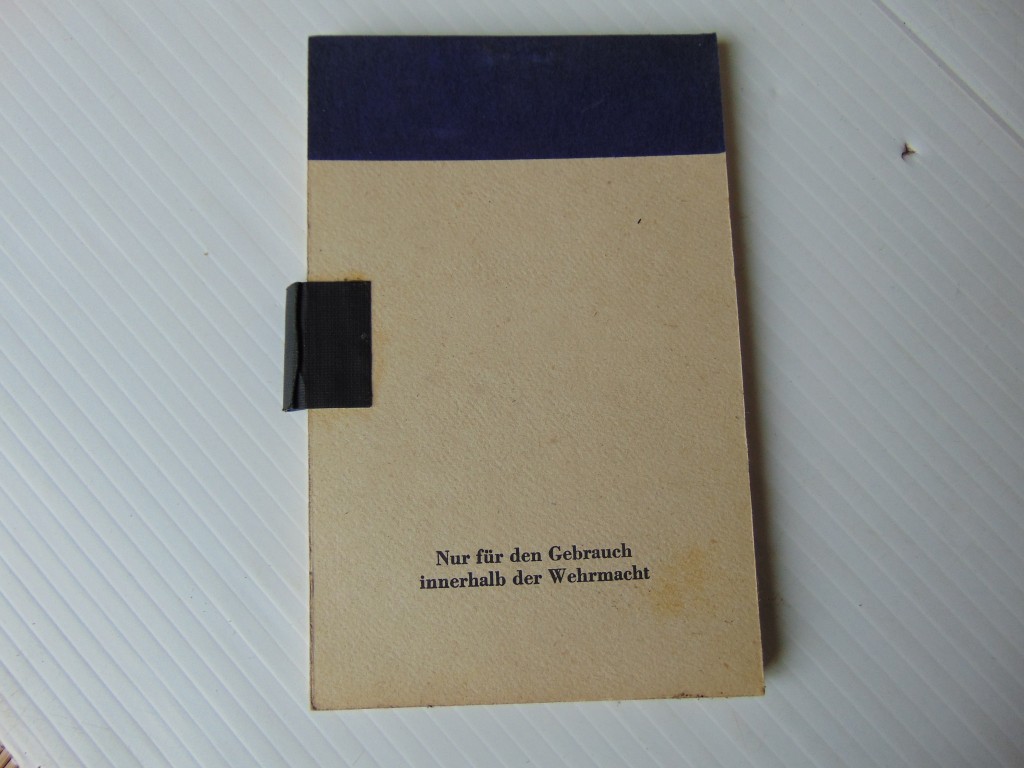 Nur für den Gebrauch
innerhalb der Wehrmacht